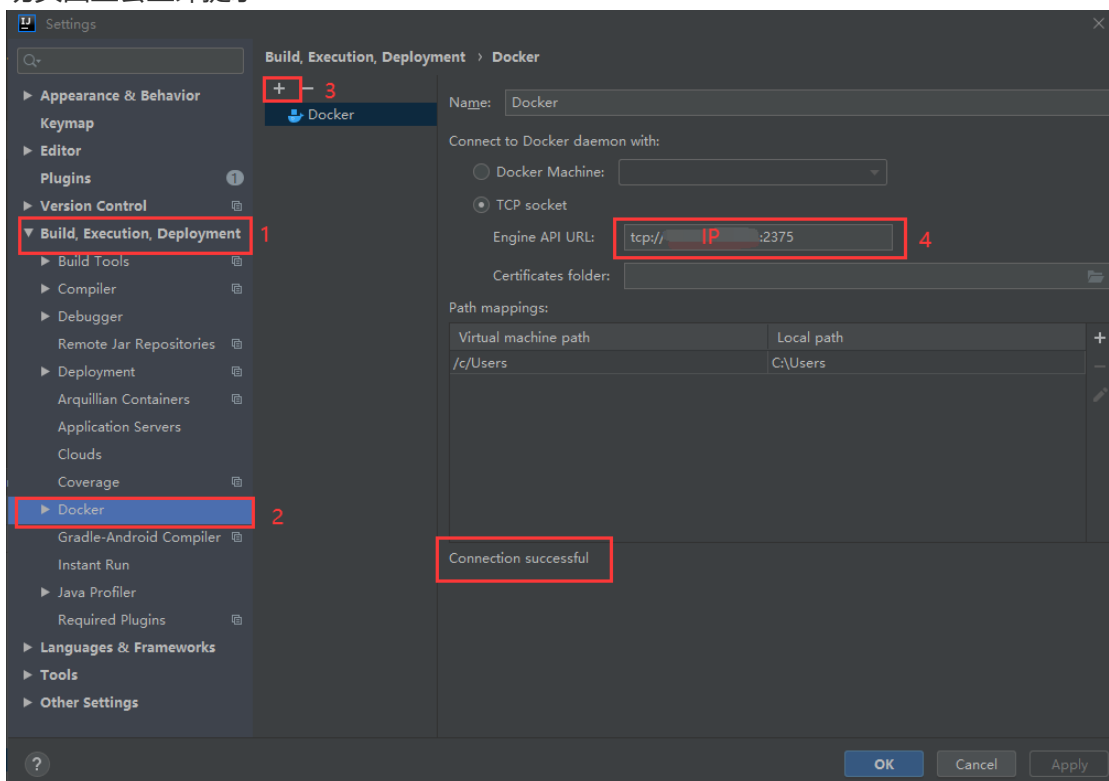 Settings
Build, Execution, Deployment › Docker
Appearance & Behavior
Keymap
Editor
Plugins 1
Version Control
Build, Execution, Deployment 1
Build Tools
Compiler
Debugger
Remote Jar Repositories
Deployment
Arquillian Containers
Application Servers
Clouds
Coverage
Docker 2
Gradle-Android Compiler
Instant Run
Java Profiler
Required Plugins
Languages & Frameworks
Tools
Other Settings
+ − 3
Docker
Name: Docker
Connect to Docker daemon with:
Docker Machine:
TCP socket
Engine API URL: tcp:// IP :2375 4
Certificates folder:
Path mappings:
Virtual machine path Local path
/c/Users C:\Users
Connection successful
? OK Cancel Apply